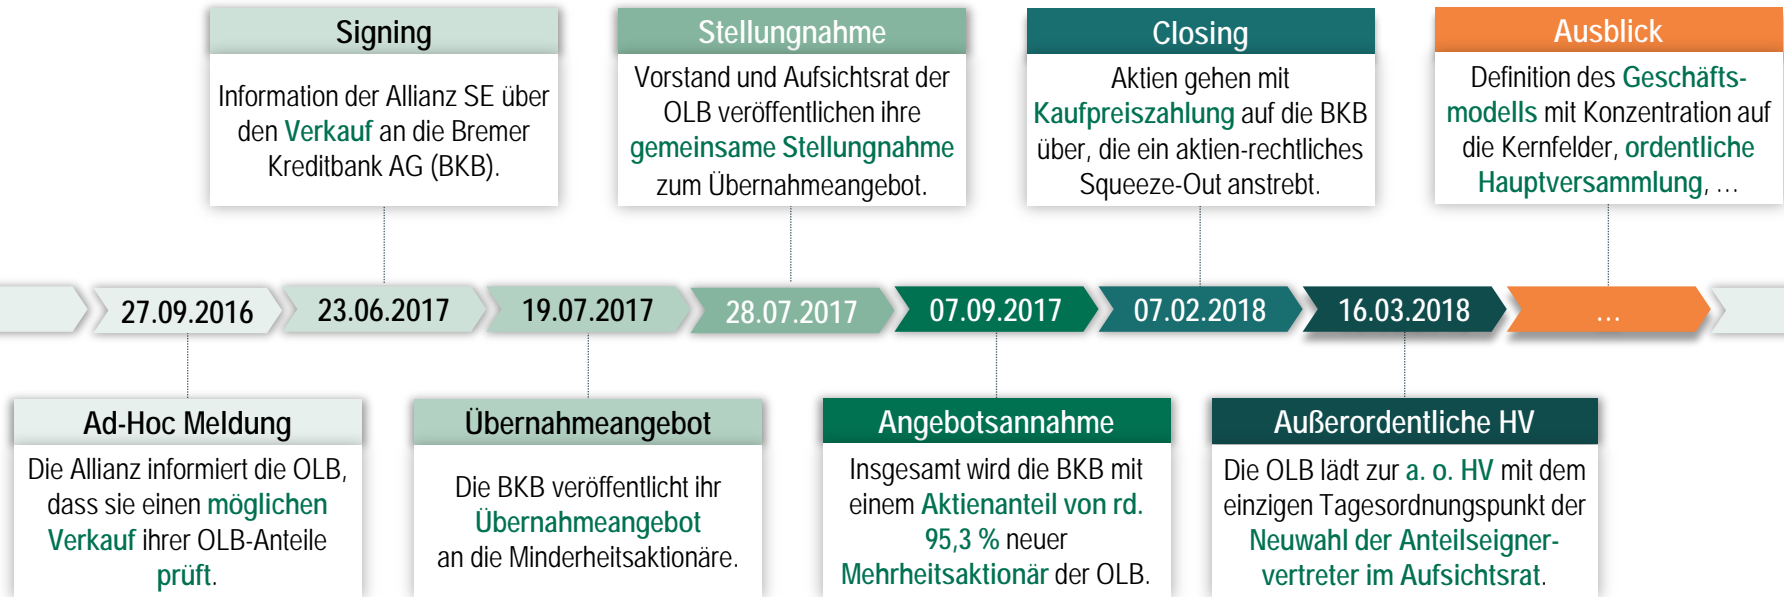 Signing
Information der Allianz SE über
den Verkauf an die Bremer
Kreditbank AG (BKB).
Stellungnahme
Vorstand und Aufsichtsrat der
OLB veröffentlichen ihre
gemeinsame Stellungnahme
zum Übernahmeangebot.
Closing
Aktien gehen mit
Kaufpreiszahlung auf die BKB
über, die ein aktien-rechtliches
Squeeze-Out anstrebt.
Ausblick
Definition des Geschäfts-
modells mit Konzentration auf
die Kernfelder, ordentliche
Hauptversammlung, …
27.09.2016
23.06.2017
19.07.2017
28.07.2017
07.09.2017
07.02.2018
16.03.2018
…
Ad-Hoc Meldung
Die Allianz informiert die OLB,
dass sie einen möglichen
Verkauf ihrer OLB-Anteile
prüft.
Übernahmeangebot
Die BKB veröffentlicht ihr
Übernahmeangebot
an die Minderheitsaktionäre.
Angebotsannahme
Insgesamt wird die BKB mit
einem Aktienanteil von rd.
95,3 % neuer
Mehrheitsaktionär der OLB.
Außerordentliche HV
Die OLB lädt zur a. o. HV mit dem
einzigen Tagesordnungspunkt der
Neuwahl der Anteilseigner-
vertreter im Aufsichtsrat.